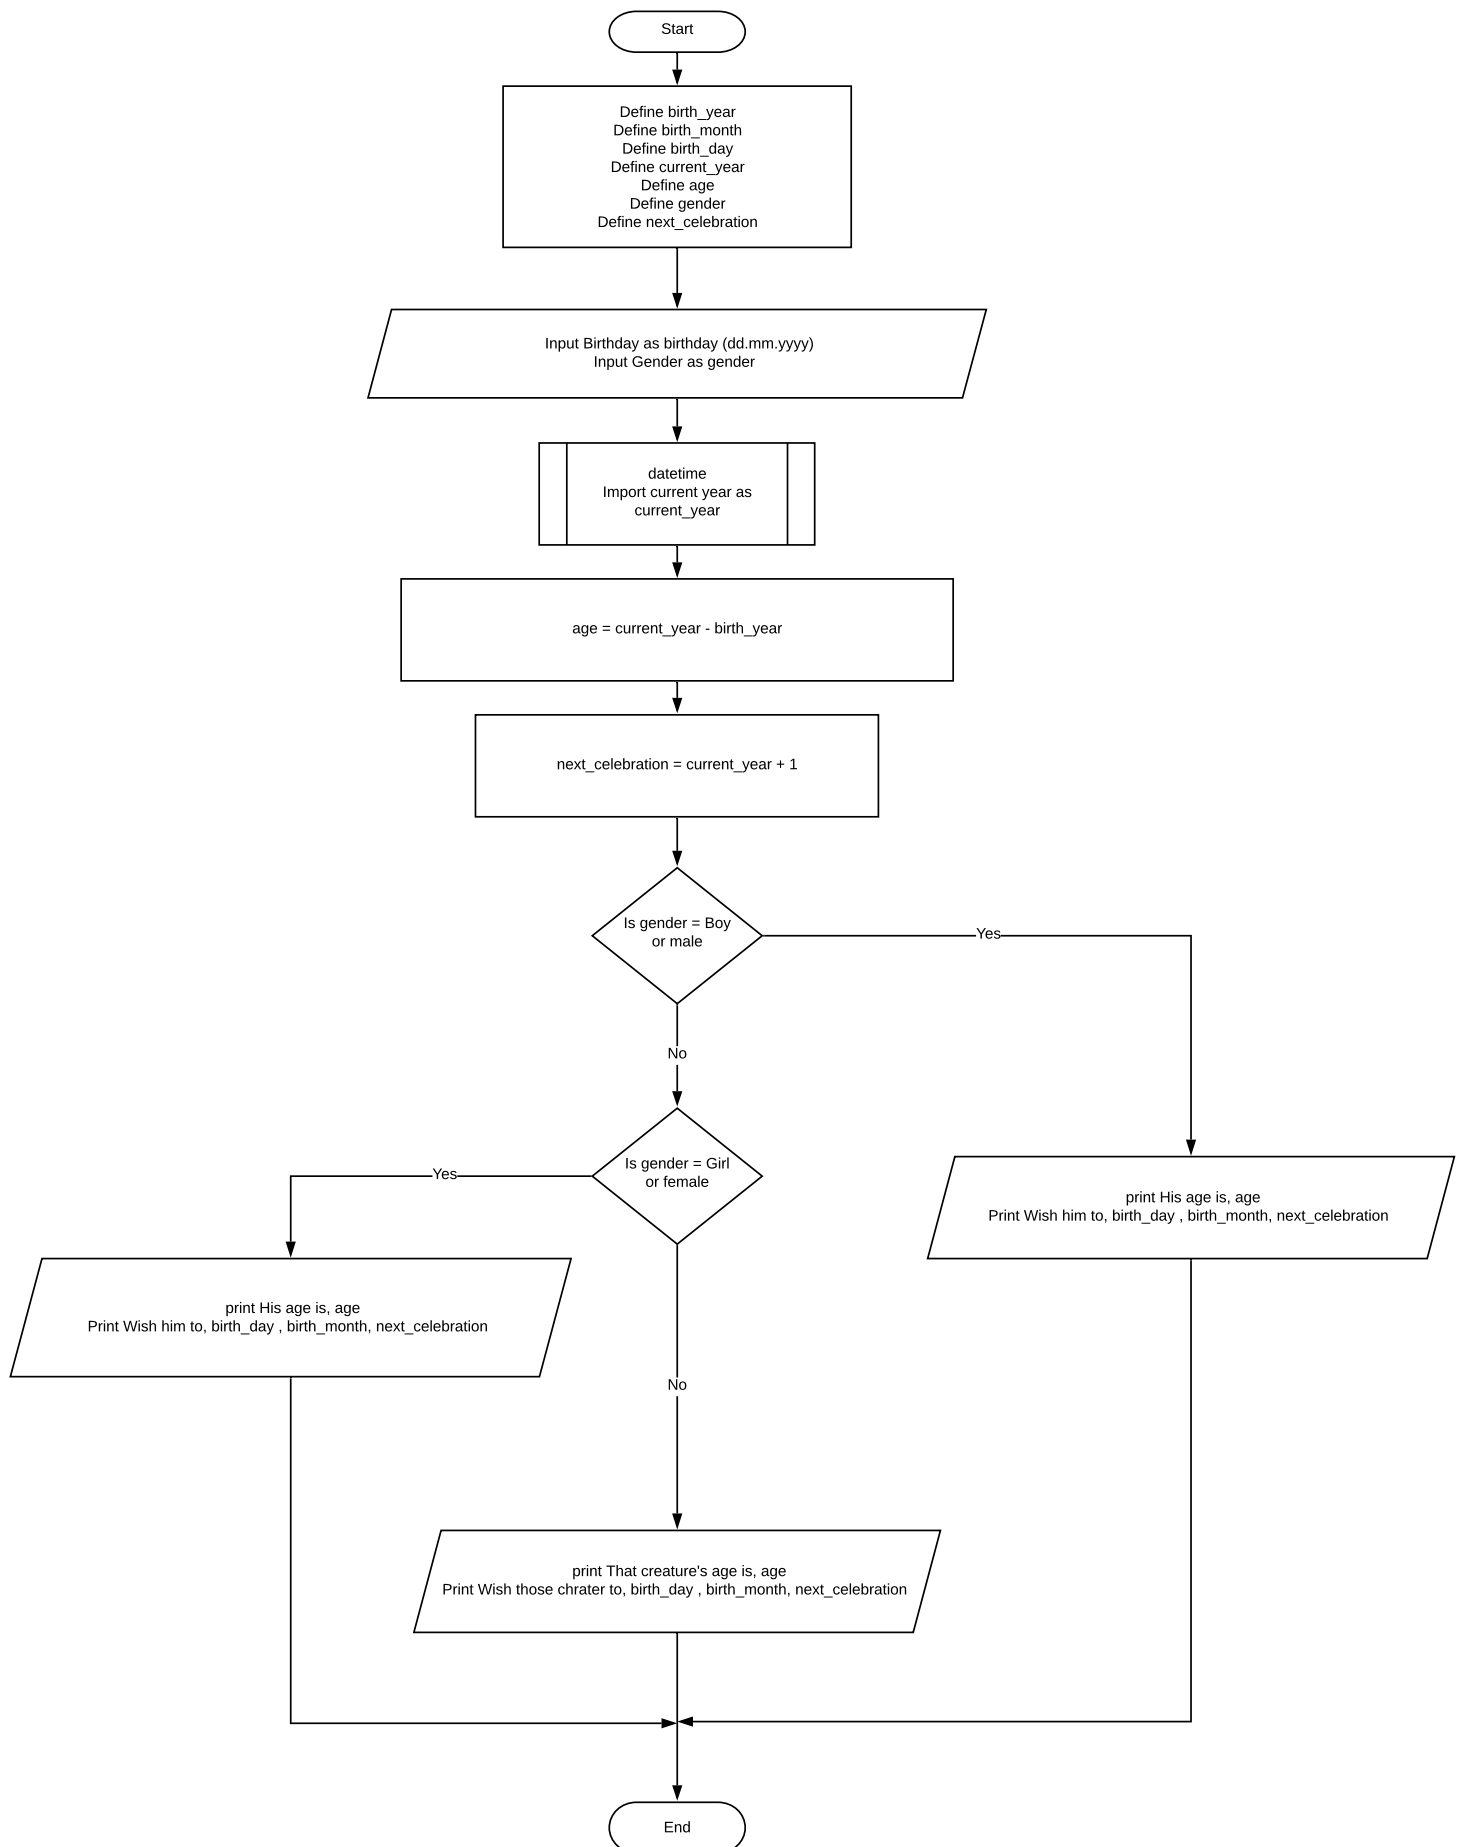 Start
Define birth_year
Define birth_month
Define birth_day
Define current_year
Define age
Define gender
Define next_celebration
Input Birthday as birthday (dd.mm.yyyy)
Input Gender as gender
datetime
Import current year as
current_year
age = current_year - birth_year
next_celebration = current_year + 1
Is gender = Boy
or male
Yes
No
Is gender = Girl
or female
Yes
print His age is, age
Print Wish him to, birth_day , birth_month, next_celebration
print His age is, age
Print Wish him to, birth_day , birth_month, next_celebration
No
print That creature's age is, age
Print Wish those chrater to, birth_day , birth_month, next_celebration
End